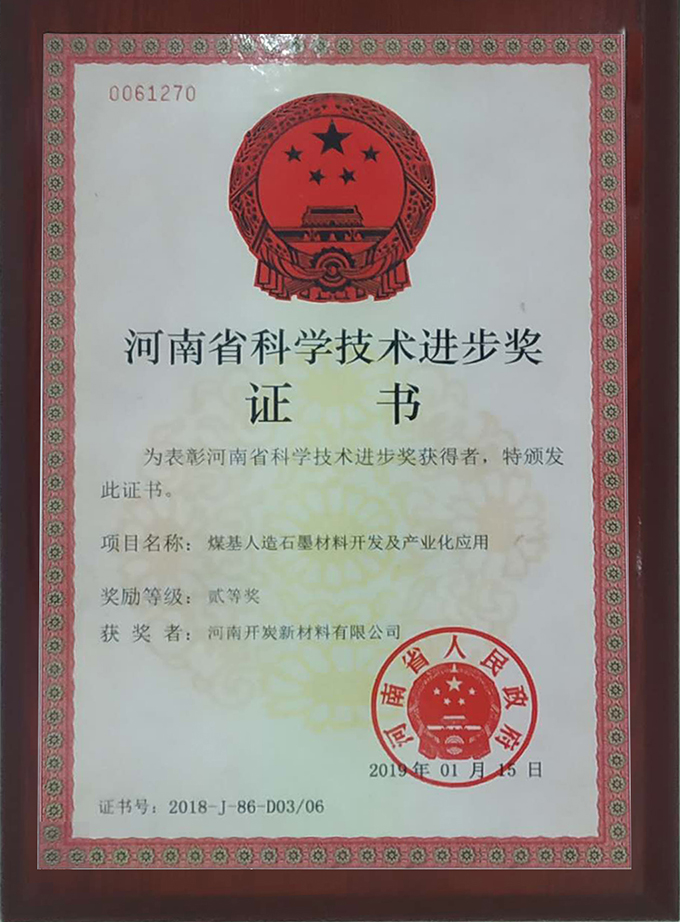 0061270
河南省科学技术进步奖
证 书
为表彰河南省科学技术进步奖获得者，特颁发
此证书。
项目名称：煤基人造石墨材料开发及产业化应用
奖励等级：贰等奖
获 奖 者：河南开炭新材料有限公司
河南省人民政府
2019年 01 月 15 日
证书号：2018-J-86-D03/06